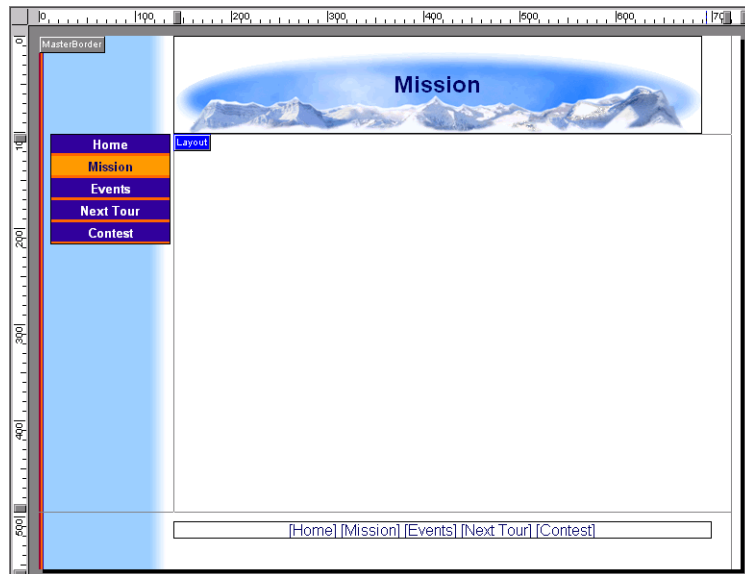 0 100 200 300 400 500 600 700
0
MasterBorder
Mission
100
Home
Layout
Mission
Events
Next Tour
Contest
200
300
400
500
[Home] [Mission] [Events] [Next Tour] [Contest]